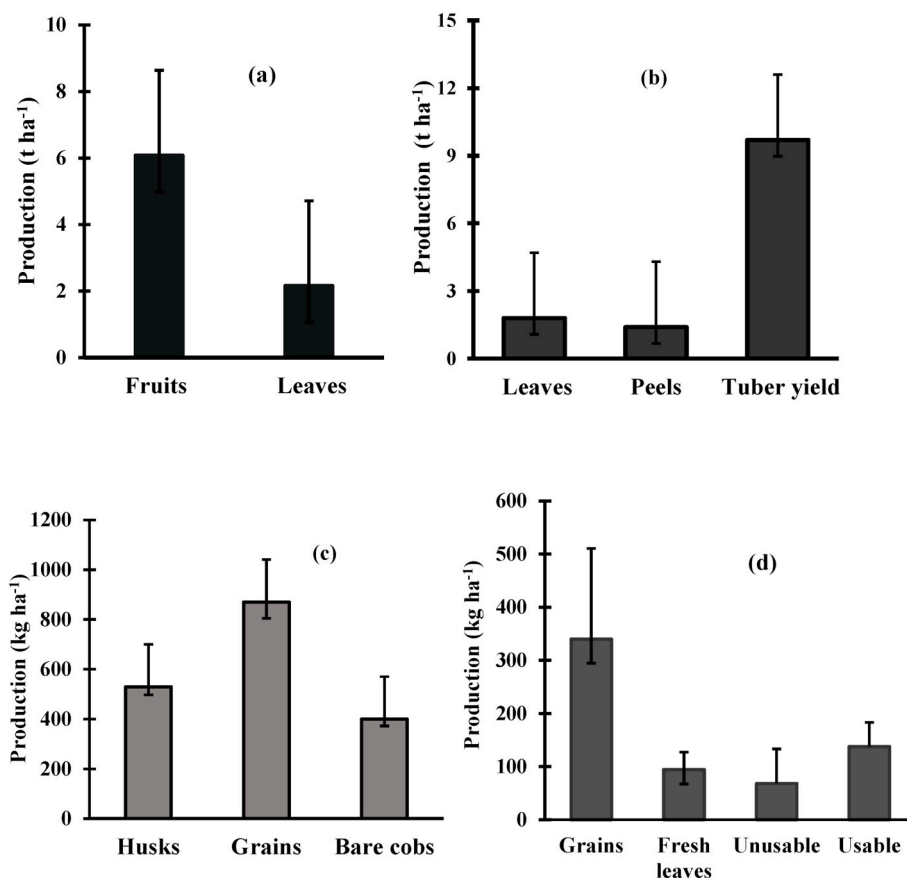 (a)
Production (t ha⁻¹)
10
8
6
4
2
0
Fruits
Leaves
(b)
Production (t ha⁻¹)
15
12
9
6
3
0
Leaves
Peels
Tuber yield
(c)
Production (kg ha⁻¹)
1200
1000
800
600
400
200
0
Husks
Grains
Bare cobs
(d)
Production (kg ha⁻¹)
600
500
400
300
200
100
0
Grains
Fresh
leaves
Unusable
Usable